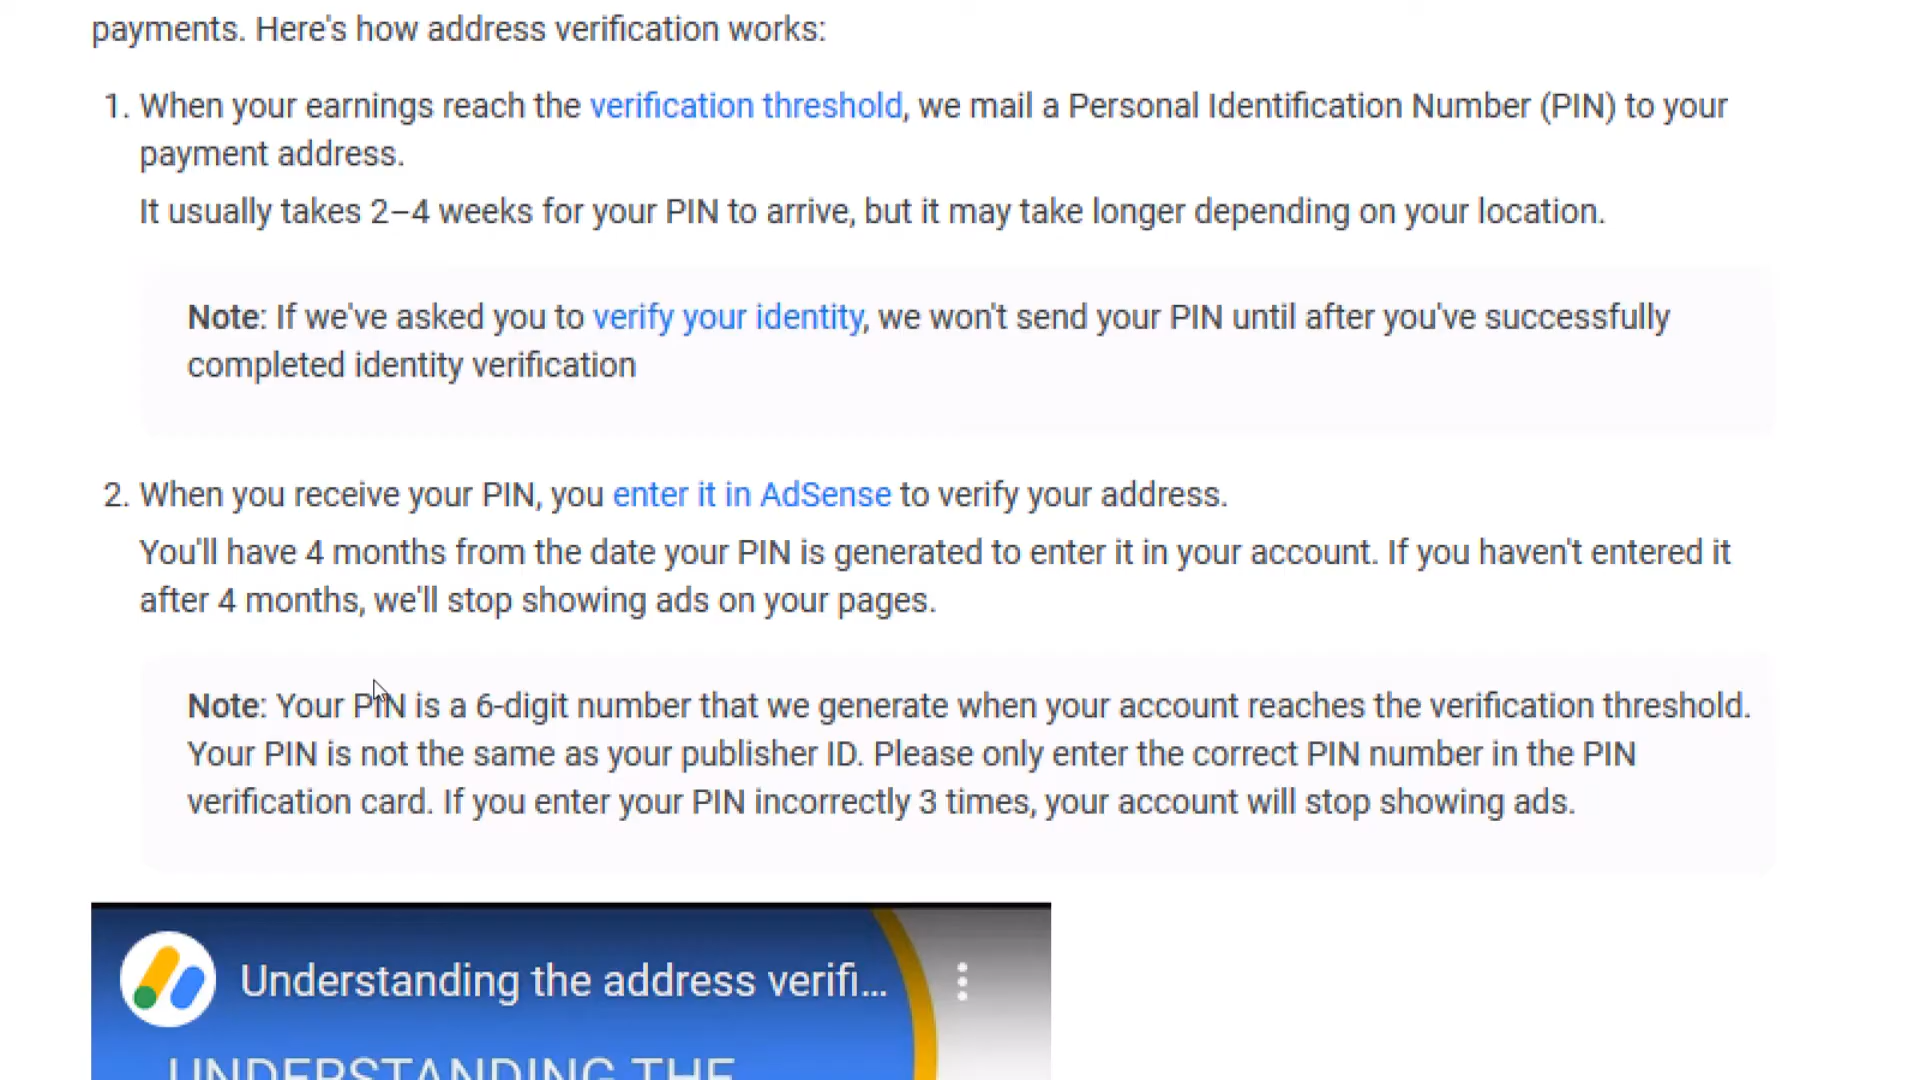 payments. Here's how address verification works:
1. When your earnings reach the verification threshold, we mail a Personal Identification Number (PIN) to your
payment address.
It usually takes 2–4 weeks for your PIN to arrive, but it may take longer depending on your location.
Note: If we've asked you to verify your identity, we won't send your PIN until after you've successfully
completed identity verification
2. When you receive your PIN, you enter it in AdSense to verify your address.
You'll have 4 months from the date your PIN is generated to enter it in your account. If you haven't entered it
after 4 months, we'll stop showing ads on your pages.
Note: Your PIN is a 6-digit number that we generate when your account reaches the verification threshold.
Your PIN is not the same as your publisher ID. Please only enter the correct PIN number in the PIN
verification card. If you enter your PIN incorrectly 3 times, your account will stop showing ads.
Understanding the address verifi...
UNDERSTANDING THE